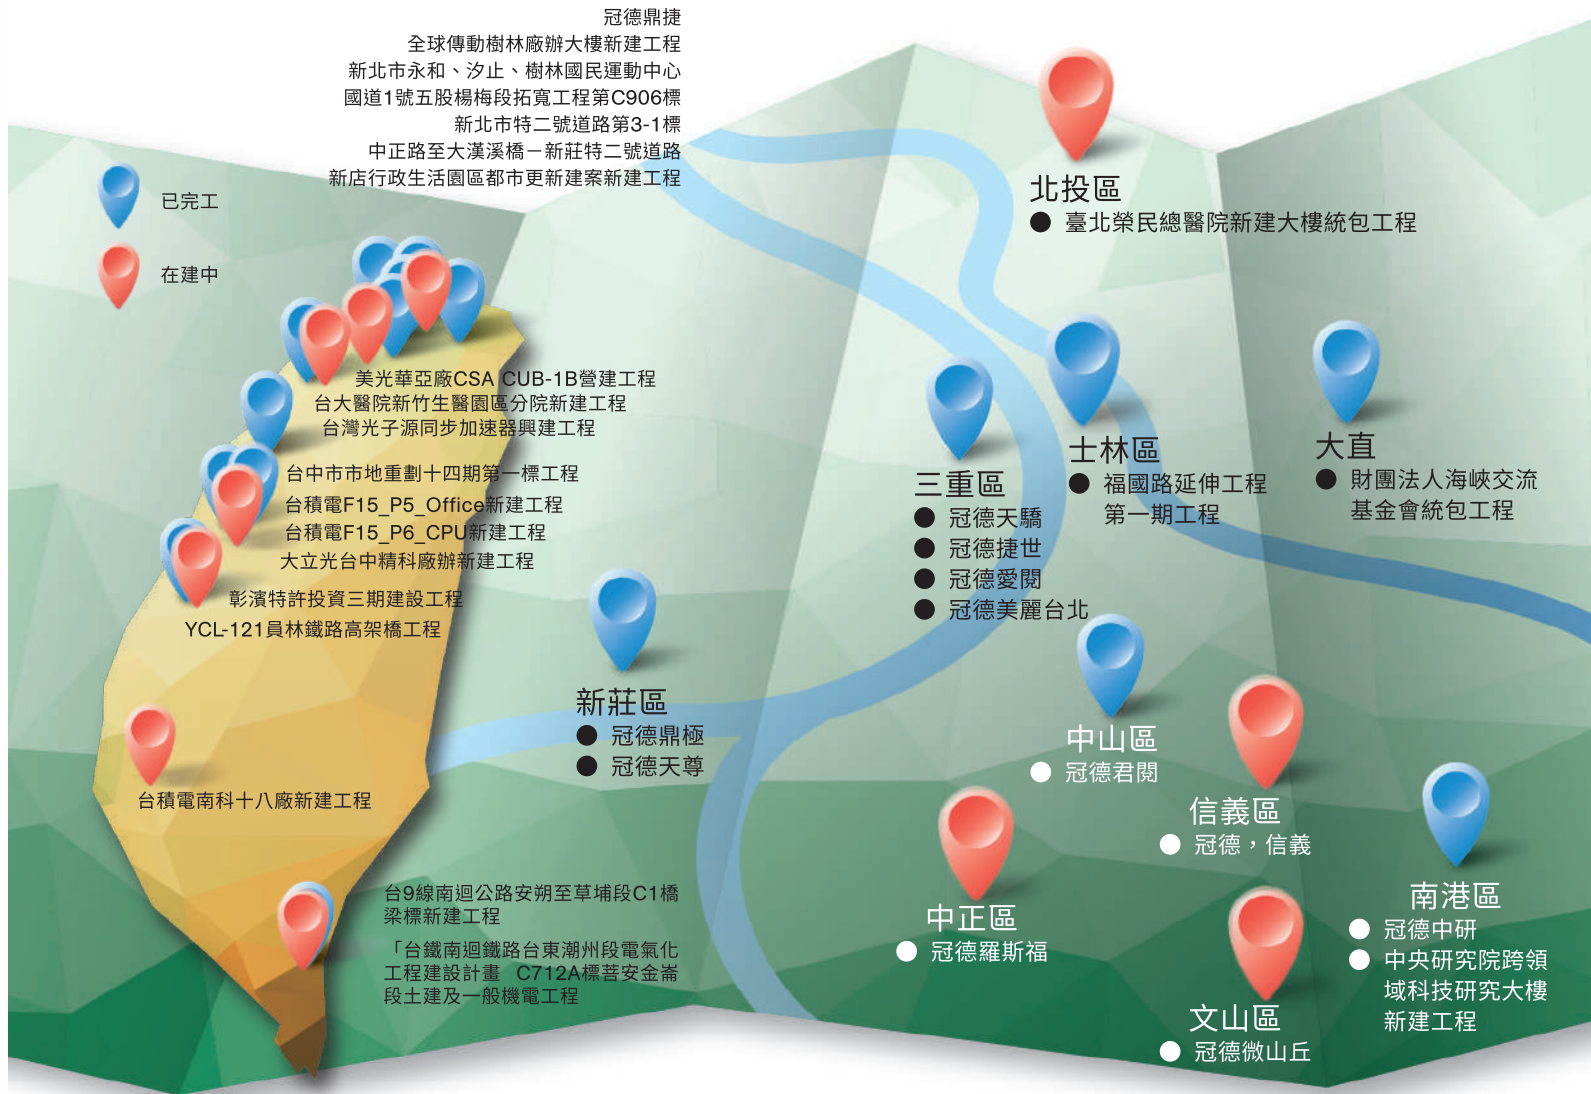 冠德鼎捷
全球傳動樹林廠辦大樓新建工程
新北市永和、汐止、樹林國民運動中心
國道1號五股楊梅段拓寬工程第C906標
新北市特二號道路第3-1標
中正路至大漢溪橋－新莊特二號道路
新店行政生活園區都市更新建案新建工程
已完工
在建中
美光華亞廠CSA CUB-1B營建工程
台大醫院新竹生醫園區分院新建工程
台灣光子源同步加速器興建工程
台中市市地重劃十四期第一標工程
台積電F15_P5_Office新建工程
台積電F15_P6_CPU新建工程
大立光台中精科廠辦新建工程
彰濱特許投資三期建設工程
YCL-121員林鐵路高架橋工程
台積電南科十八廠新建工程
台9線南迴公路安朔至草埔段C1橋
梁標新建工程
「台鐵南迴鐵路台東潮州段電氣化
工程建設計畫 C712A標菩安金崙
段土建及一般機電工程
北投區
● 臺北榮民總醫院新建大樓統包工程
士林區
● 福國路延伸工程
第一期工程
大直
● 財團法人海峽交流
基金會統包工程
三重區
● 冠德天驕
● 冠德捷世
● 冠德愛閱
● 冠德美麗台北
新莊區
● 冠德鼎極
● 冠德天尊
中山區
● 冠德君閱
信義區
● 冠德，信義
中正區
● 冠德羅斯福
南港區
● 冠德中研
● 中央研究院跨領
域科技研究大樓
新建工程
文山區
● 冠德微山丘